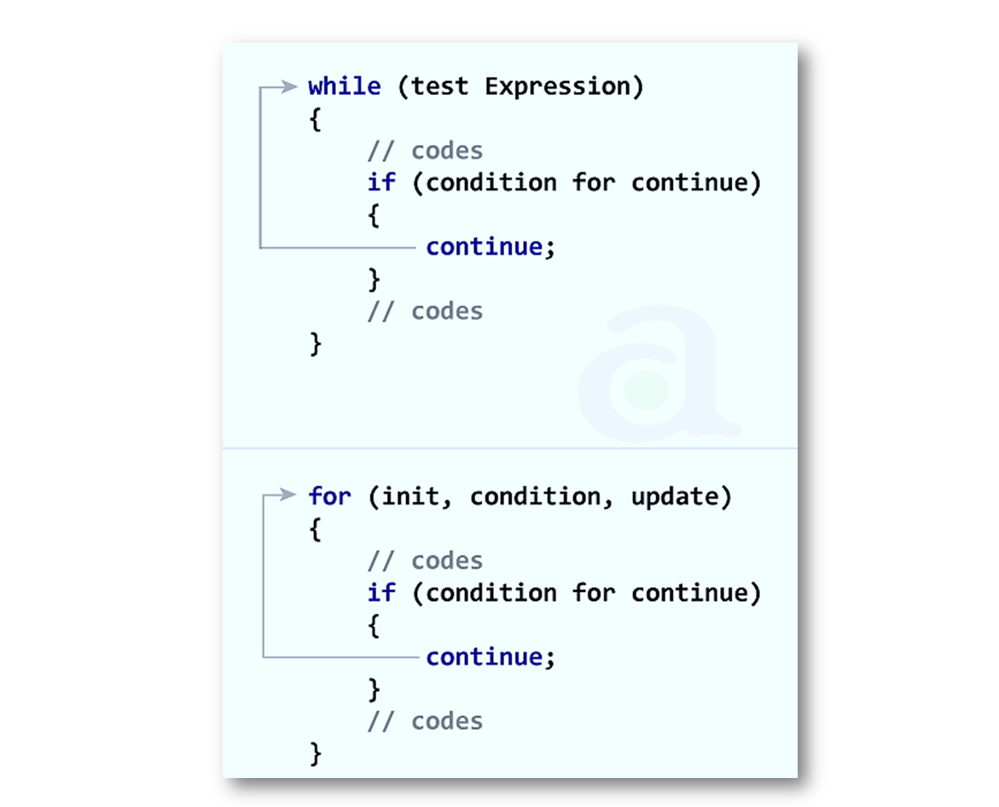 while (test Expression)
{
// codes
if (condition for continue)
{
continue;
}
// codes
}
a
for (init, condition, update)
{
// codes
if (condition for continue)
{
continue;
}
// codes
}